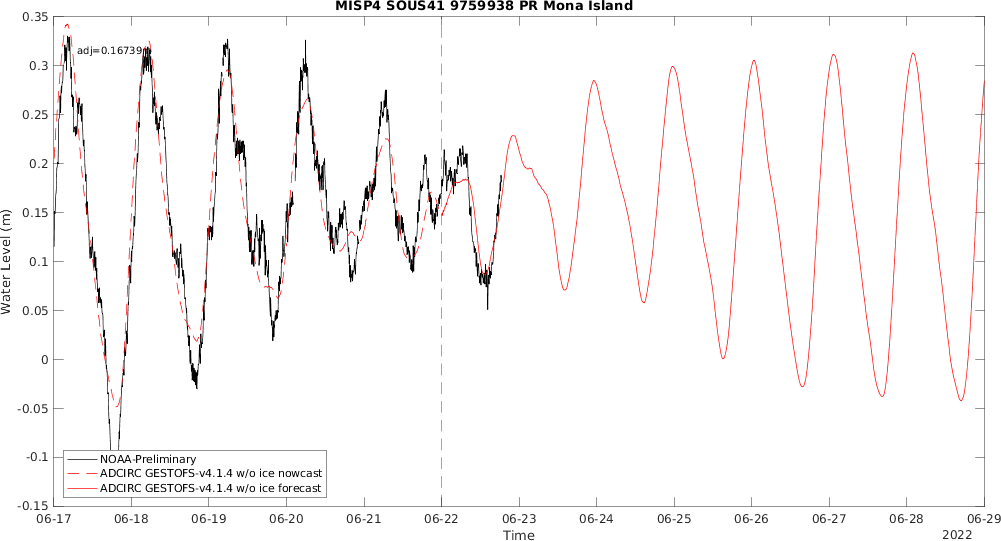 MISP4 SOUS41 9759938 PR Mona Island
0.35
adj=0.16739
0.3
0.25
0.2
0.15
0.1
0.05
0
-0.05
-0.1
-0.15
Water Level (m)
NOAA-Preliminary
ADCIRC GESTOFS-v4.1.4 w/o ice nowcast
ADCIRC GESTOFS-v4.1.4 w/o ice forecast
06-17 06-18 06-19 06-20 06-21 06-22 06-23 06-24 06-25 06-26 06-27 06-28 06-29
Time
2022